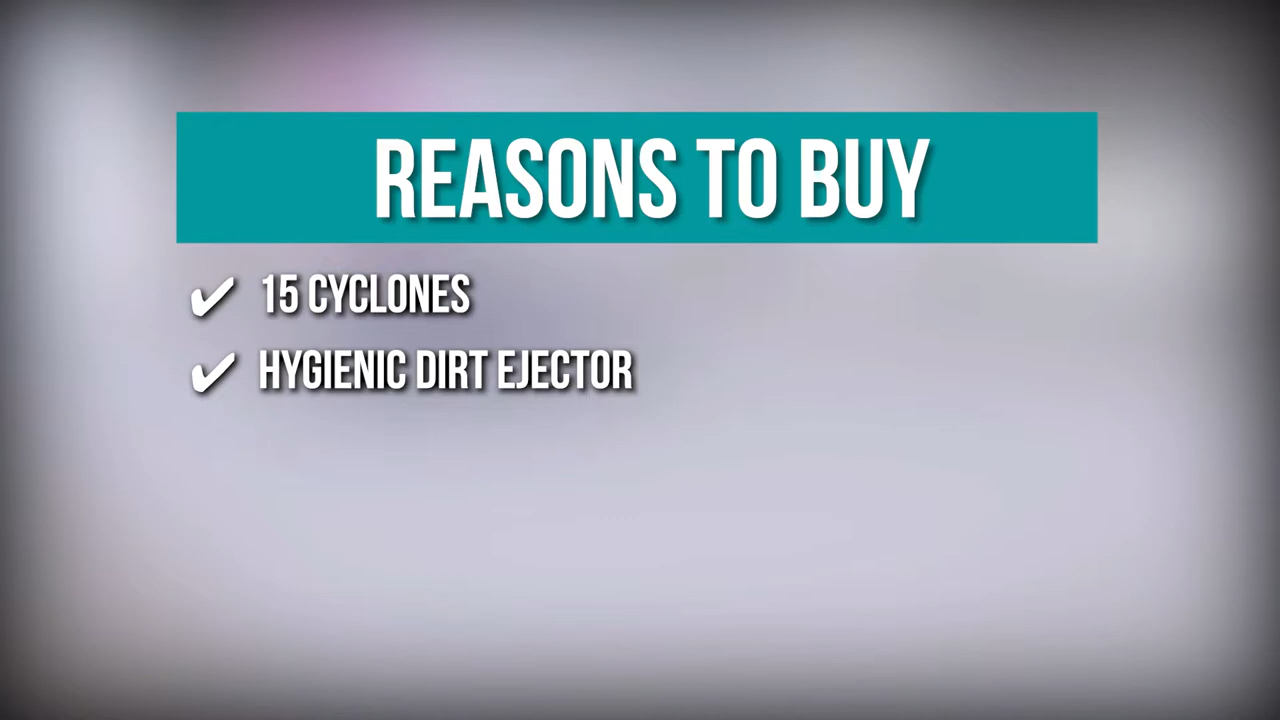 REASONS TO BUY
✔ 15 CYCLONES
✔ HYGIENIC DIRT EJECTOR